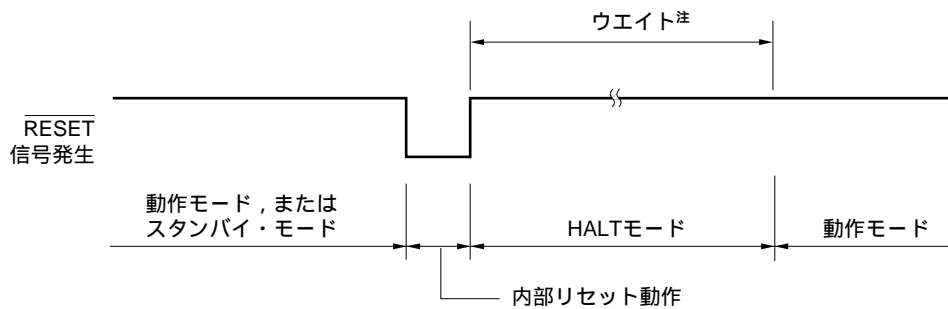 ウエイト注
RESET
信号発生
動作モード，または
スタンバイ・モード
HALTモード
動作モード
内部リセット動作